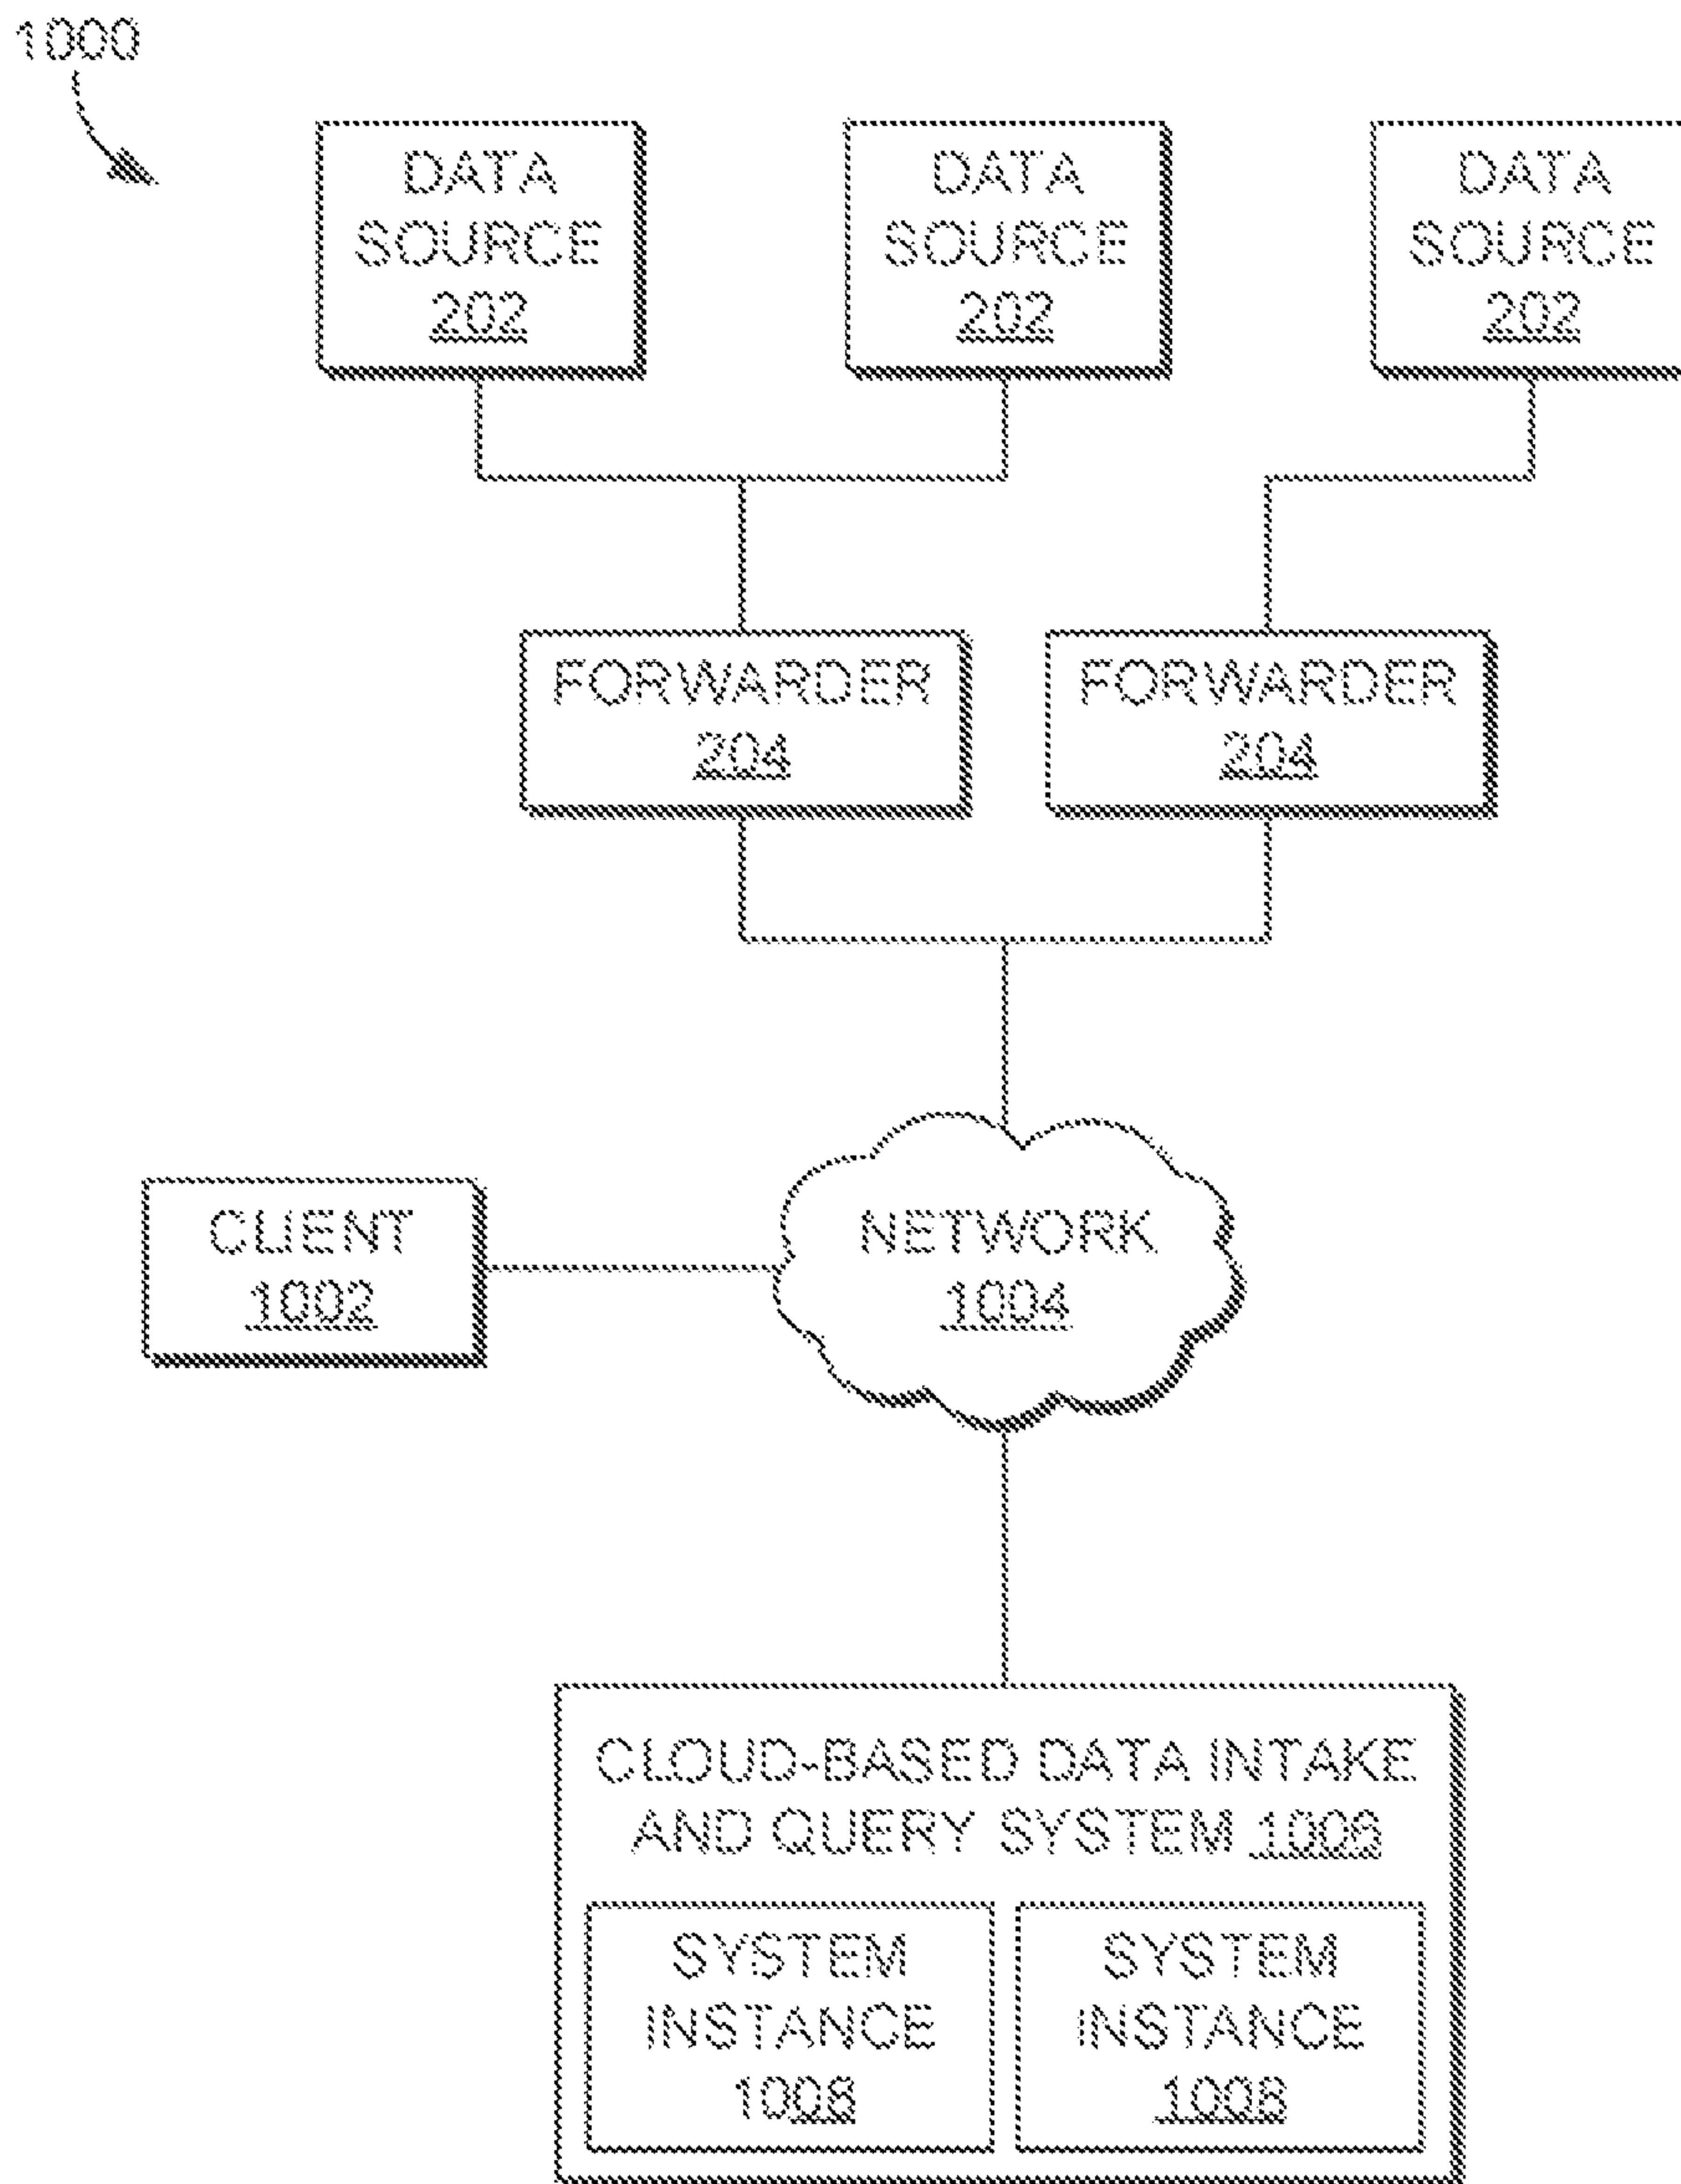 1000
DATA
SOURCE
202
DATA
SOURCE
202
DATA
SOURCE
202
FORWARDER
204
FORWARDER
204
CLIENT
1002
NETWORK
1004
CLOUD-BASED DATA INTAKE
AND QUERY SYSTEM 1006
SYSTEM
INSTANCE
1008
SYSTEM
INSTANCE
1008